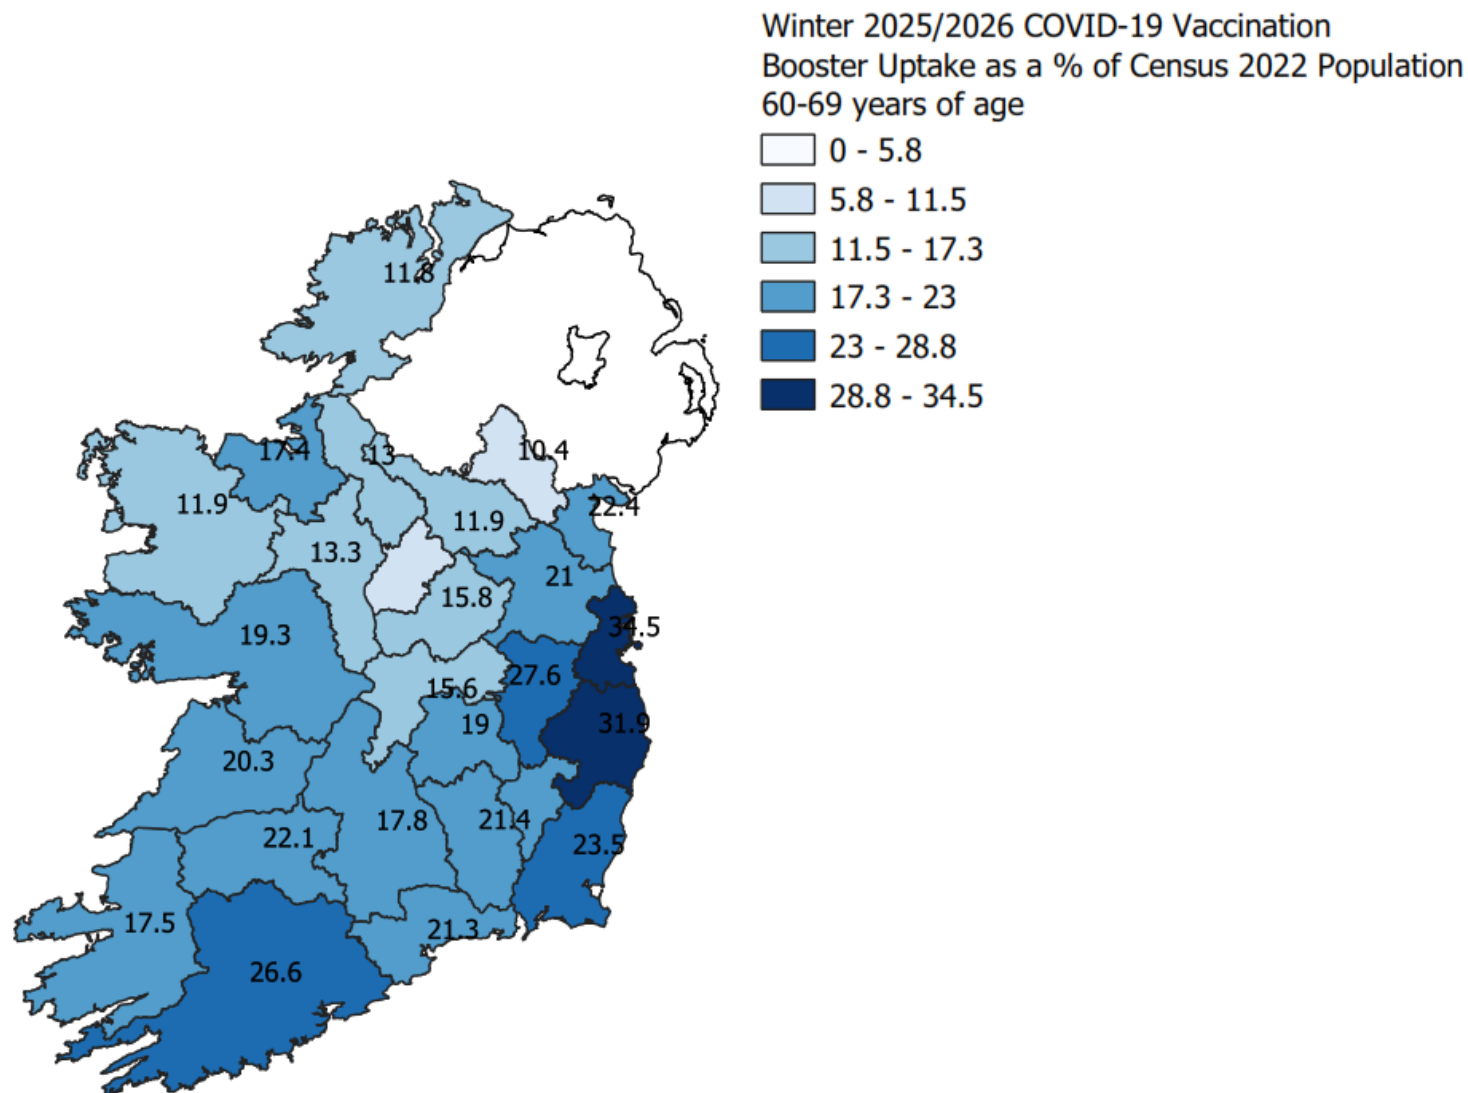 Winter 2025/2026 COVID-19 Vaccination
Booster Uptake as a % of Census 2022 Population
60-69 years of age
0 - 5.8
5.8 - 11.5
11.5 - 17.3
17.3 - 23
23 - 28.8
28.8 - 34.5
11.8
17.4
13
10.4
11.9
22.4
11.9
13.3
21
15.8
34.5
19.3
27.6
15.6
19
31.9
20.3
17.8
21.4
22.1
23.5
17.5
21.3
26.6